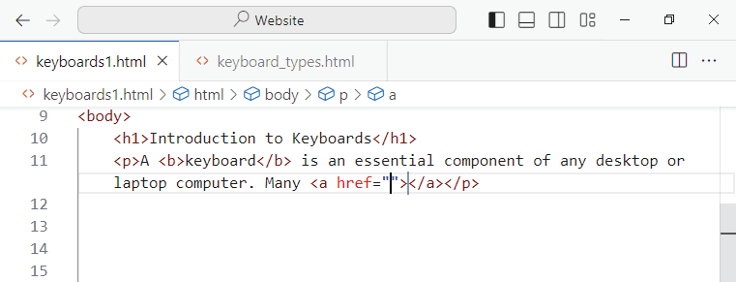 Website
keyboards1.html keyboard_types.html
keyboards1.html > html > body > p > a
9 <body>
10 <h1>Introduction to Keyboards</h1>
11 <p>A <b>keyboard</b> is an essential component of any desktop or
laptop computer. Many <a href=""></a></p>
12
13
14
15